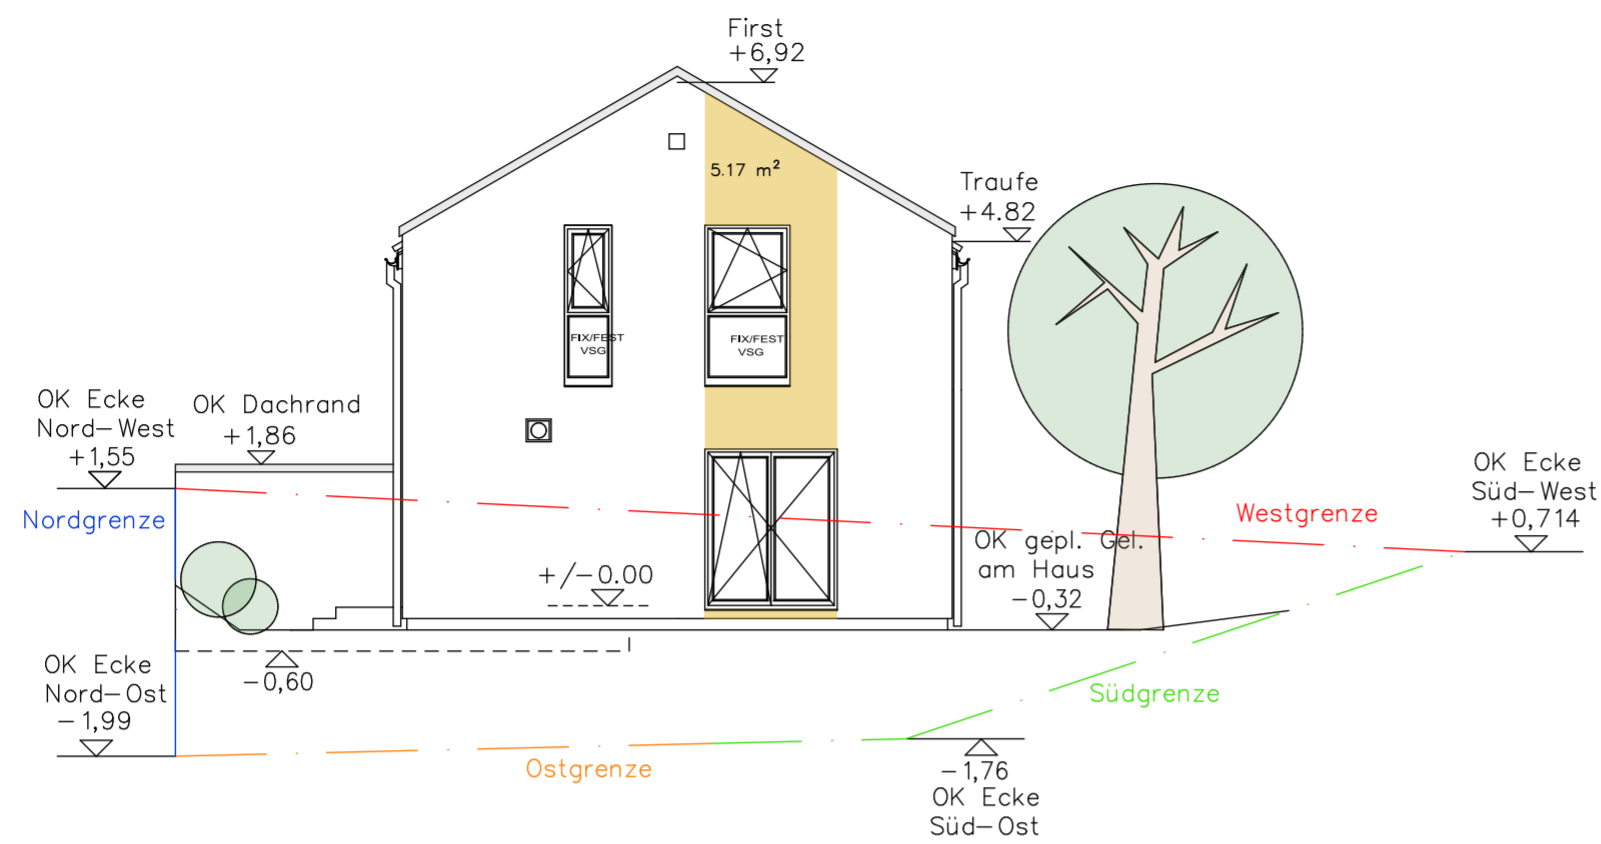 First
+6,92
5.17 m²
Traufe
+4.82
FIX/FEST
VSG
FIX/FEST
VSG
OK Ecke
Nord-West
+1,55
OK Dachrand
+1,86
Nordgrenze
OK Ecke
Süd-West
+0,714
Westgrenze
OK gepl. Gel.
am Haus
-0,32
+/-0.00
OK Ecke
Nord-Ost
-1,99
-0,60
Südgrenze
Ostgrenze
-1,76
OK Ecke
Süd-Ost